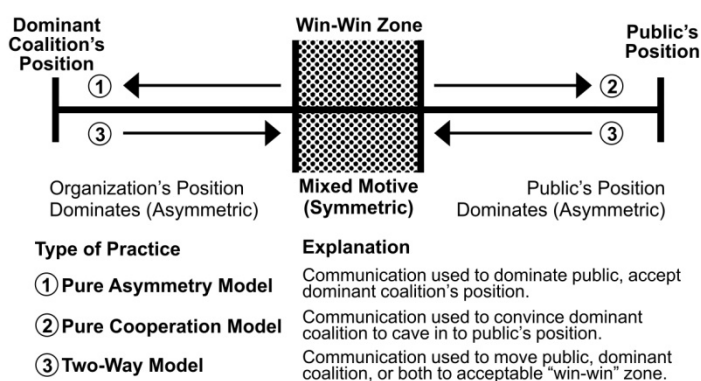 Dominant
Coalition's
Position
Win-Win Zone
Public's
Position
① ②
③ ③
Organization's Position
Dominates (Asymmetric)
Mixed Motive
(Symmetric)
Public's Position
Dominates (Asymmetric)
Type of Practice
Explanation
① Pure Asymmetry Model
Communication used to dominate public, accept
dominant coalition's position.
② Pure Cooperation Model
Communication used to convince dominant
coalition to cave in to public's position.
③ Two-Way Model
Communication used to move public, dominant
coalition, or both to acceptable “win-win” zone.